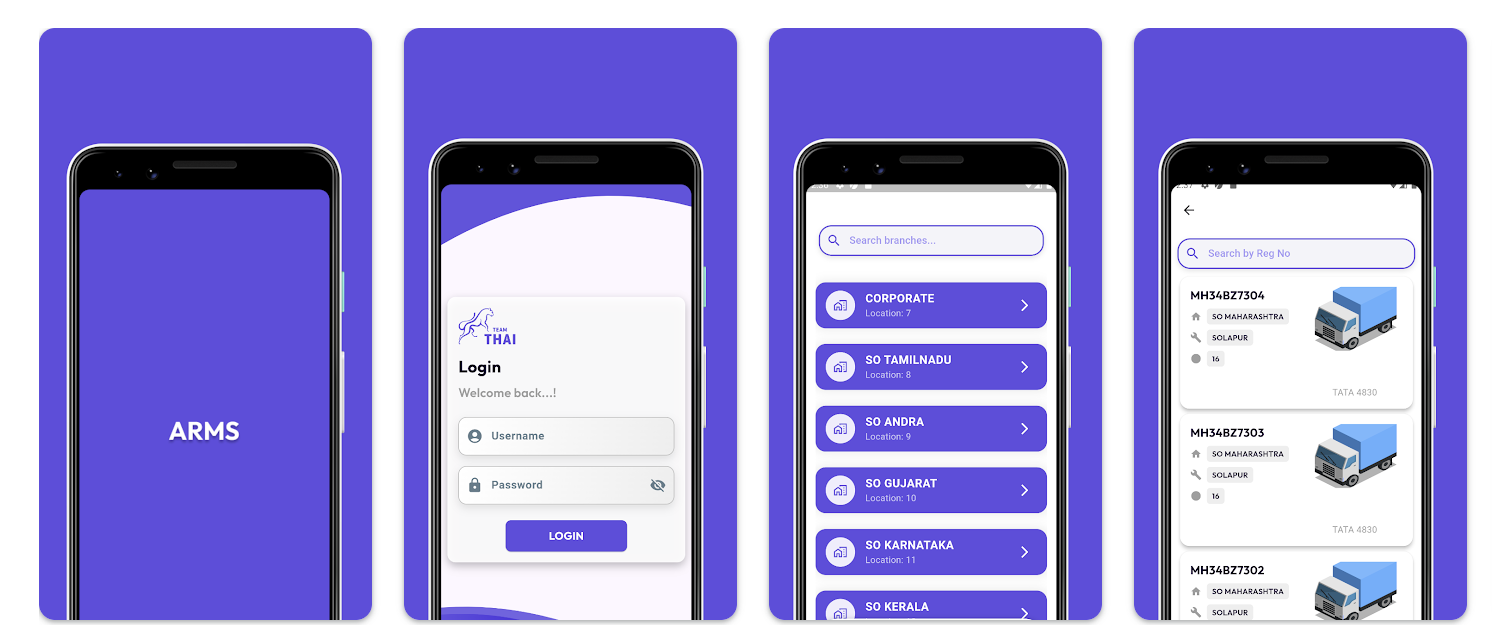 ARMS
TEAM
THAI
Login
Welcome back...!
Username
Password
LOGIN
Search branches...
CORPORATE
Location: 7
SO TAMILNADU
Location: 8
SO ANDRA
Location: 9
SO GUJARAT
Location: 10
SO KARNATAKA
Location: 11
SO KERALA
2:37
Search by Reg No
MH34BZ7304
SO MAHARASHTRA
SOLAPUR
16
TATA 4830
MH34BZ7303
SO MAHARASHTRA
SOLAPUR
16
TATA 4830
MH34BZ7302
SO MAHARASHTRA
SOLAPUR